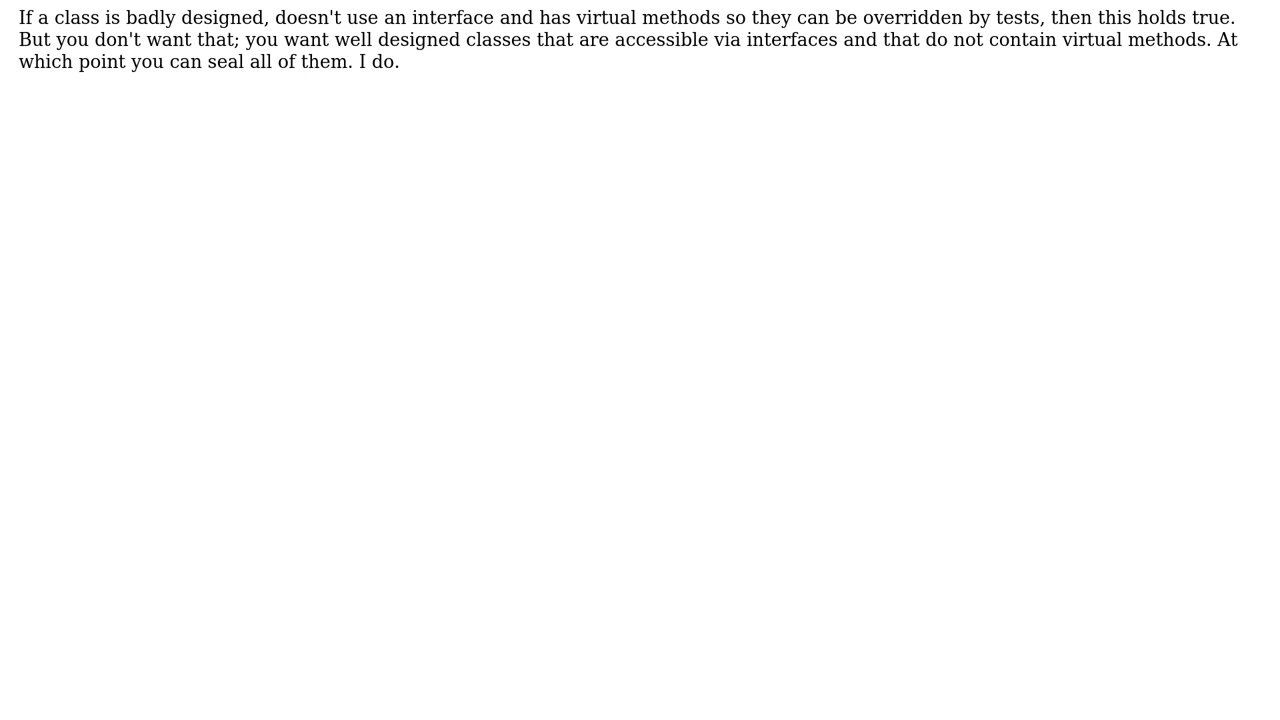 If a class is badly designed, doesn't use an interface and has virtual methods so they can be overridden by tests, then this holds true.
But you don't want that; you want well designed classes that are accessible via interfaces and that do not contain virtual methods. At
which point you can seal all of them. I do.